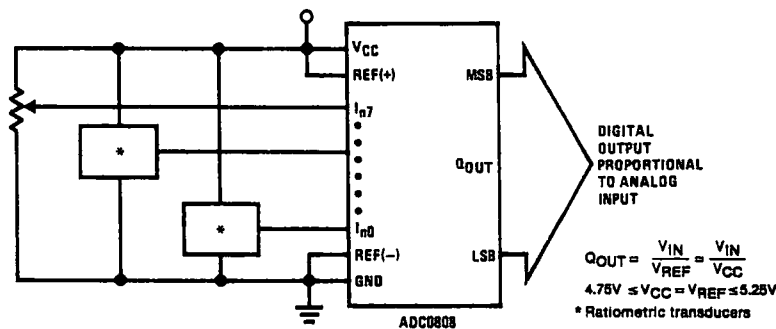 VCC
REF(+)
In7
*
*
In0
REF(−)
GND
MSB
QOUT
LSB
ADC0808
DIGITAL
OUTPUT
PROPORTIONAL
TO ANALOG
INPUT
QOUT = VIN/VREF = VIN/VCC
4.75V ≤ VCC = VREF ≤ 5.25V
* Ratiometric transducers